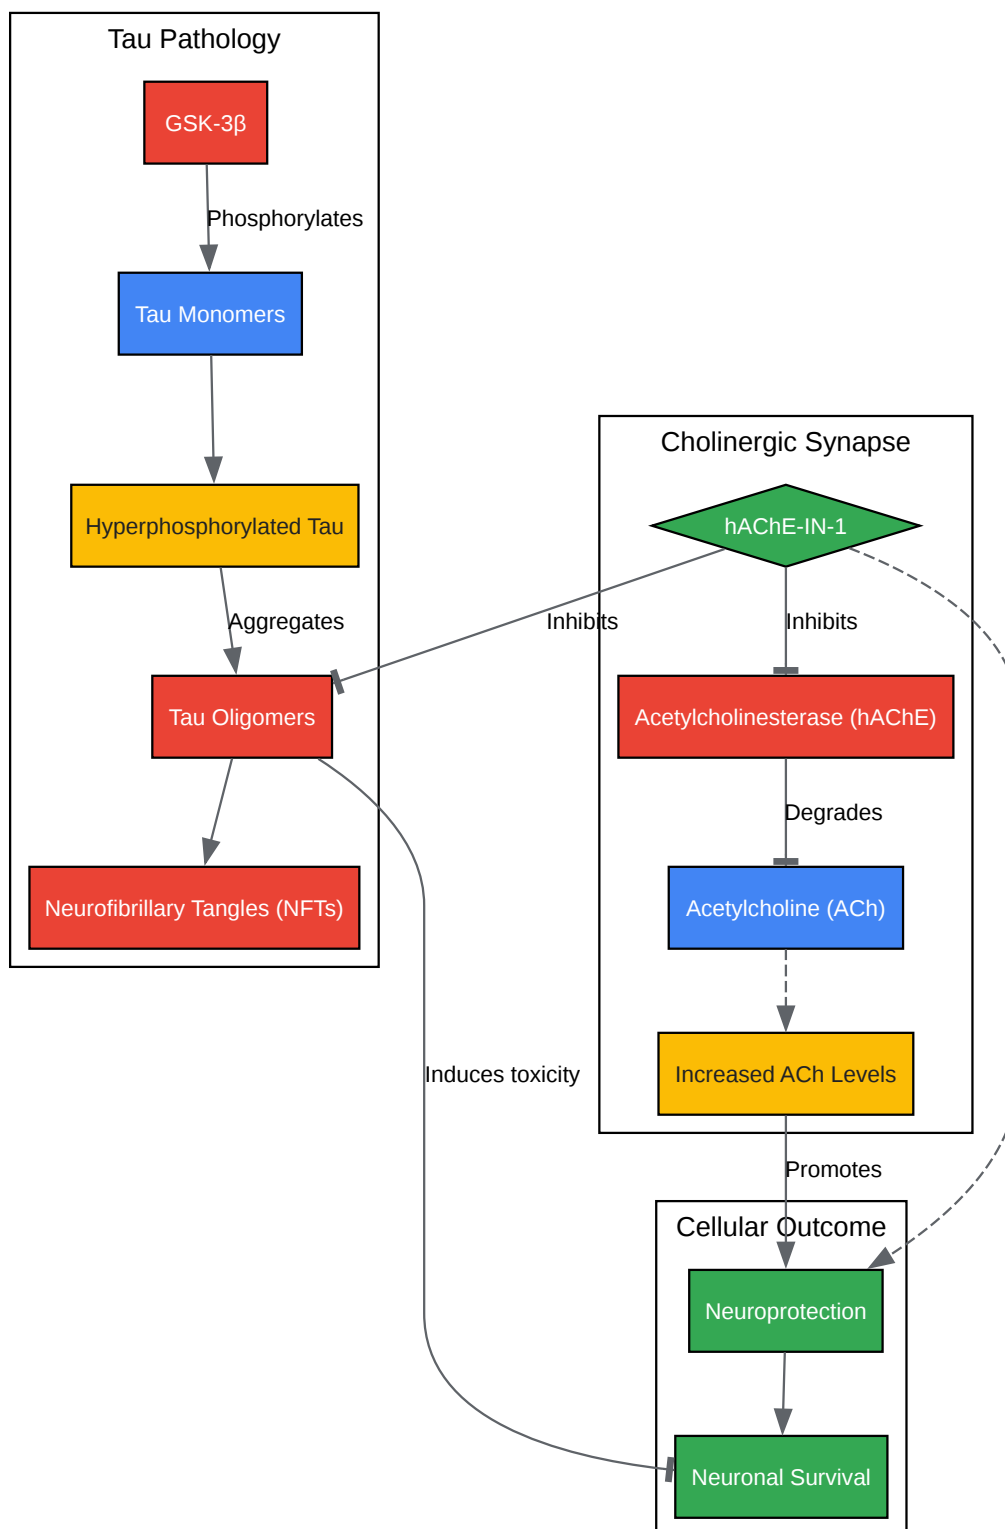 Tau Pathology
GSK-3β
Phosphorylates
Tau Monomers
Hyperphosphorylated Tau
Aggregates
Tau Oligomers
Neurofibrillary Tangles (NFTs)
Induces toxicity
Cholinergic Synapse
hAChE-IN-1
Inhibits
Inhibits
Acetylcholinesterase (hAChE)
Degrades
Acetylcholine (ACh)
Increased ACh Levels
Promotes
Cellular Outcome
Neuroprotection
Neuronal Survival